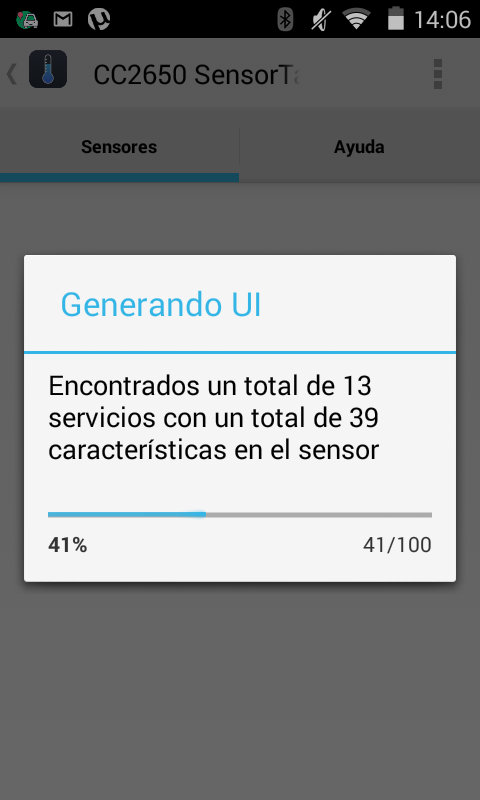 14:06
CC2650 SensorTa
Sensores
Ayuda
Generando UI
Encontrados un total de 13
servicios con un total de 39
características en el sensor
41%
41/100